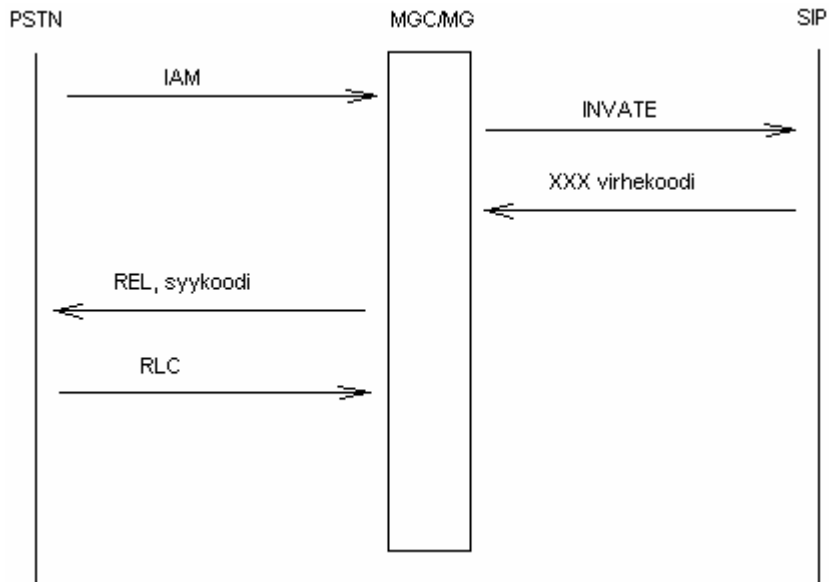 PSTN
MGC/MG
SIP
IAM
INVATE
XXX virhekoodi
REL, syykoodi
RLC